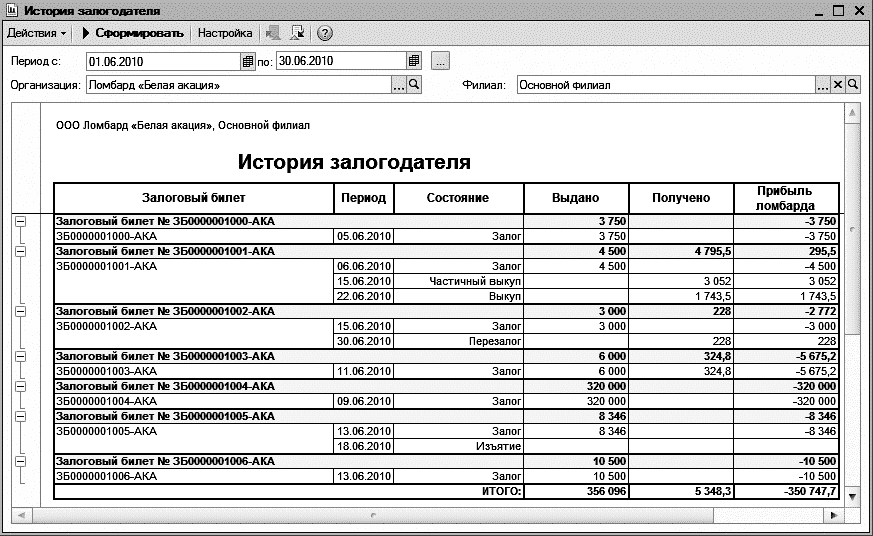 История залогодателя
Действия Сформировать Настройка
Период с: 01.06.2010 по: 30.06.2010 ...
Организация: Ломбард «Белая акация» ... Филиал: Основной филиал ...
ООО Ломбард «Белая акация», Основной филиал
История залогодателя
Залоговый билет Период Состояние Выдано Получено Прибыль ломбарда
Залоговый билет № ЗБ0000001000-АКА 3 750 -3 750
ЗБ0000001000-АКА 05.06.2010 Залог 3 750 -3 750
Залоговый билет № ЗБ0000001001-АКА 4 500 4 795,5 295,5
ЗБ0000001001-АКА 06.06.2010 Залог 4 500 -4 500
15.06.2010 Частичный выкуп 3 052 3 052
22.06.2010 Выкуп 1 743,5 1 743,5
Залоговый билет № ЗБ0000001002-АКА 3 000 228 -2 772
ЗБ0000001002-АКА 15.06.2010 Залог 3 000 -3 000
30.06.2010 Перезалог 228 228
Залоговый билет № ЗБ0000001003-АКА 6 000 324,8 -5 675,2
ЗБ0000001003-АКА 11.06.2010 Залог 6 000 324,8 -5 675,2
Залоговый билет № ЗБ0000001004-АКА 320 000 -320 000
ЗБ0000001004-АКА 09.06.2010 Залог 320 000 -320 000
Залоговый билет № ЗБ0000001005-АКА 8 346 -8 346
ЗБ0000001005-АКА 13.06.2010 Залог 8 346 -8 346
18.06.2010 Изъятие
Залоговый билет № ЗБ0000001006-АКА 10 500 -10 500
ЗБ0000001006-АКА 13.06.2010 Залог 10 500 -10 500
ИТОГО: 356 096 5 348,3 -350 747,7